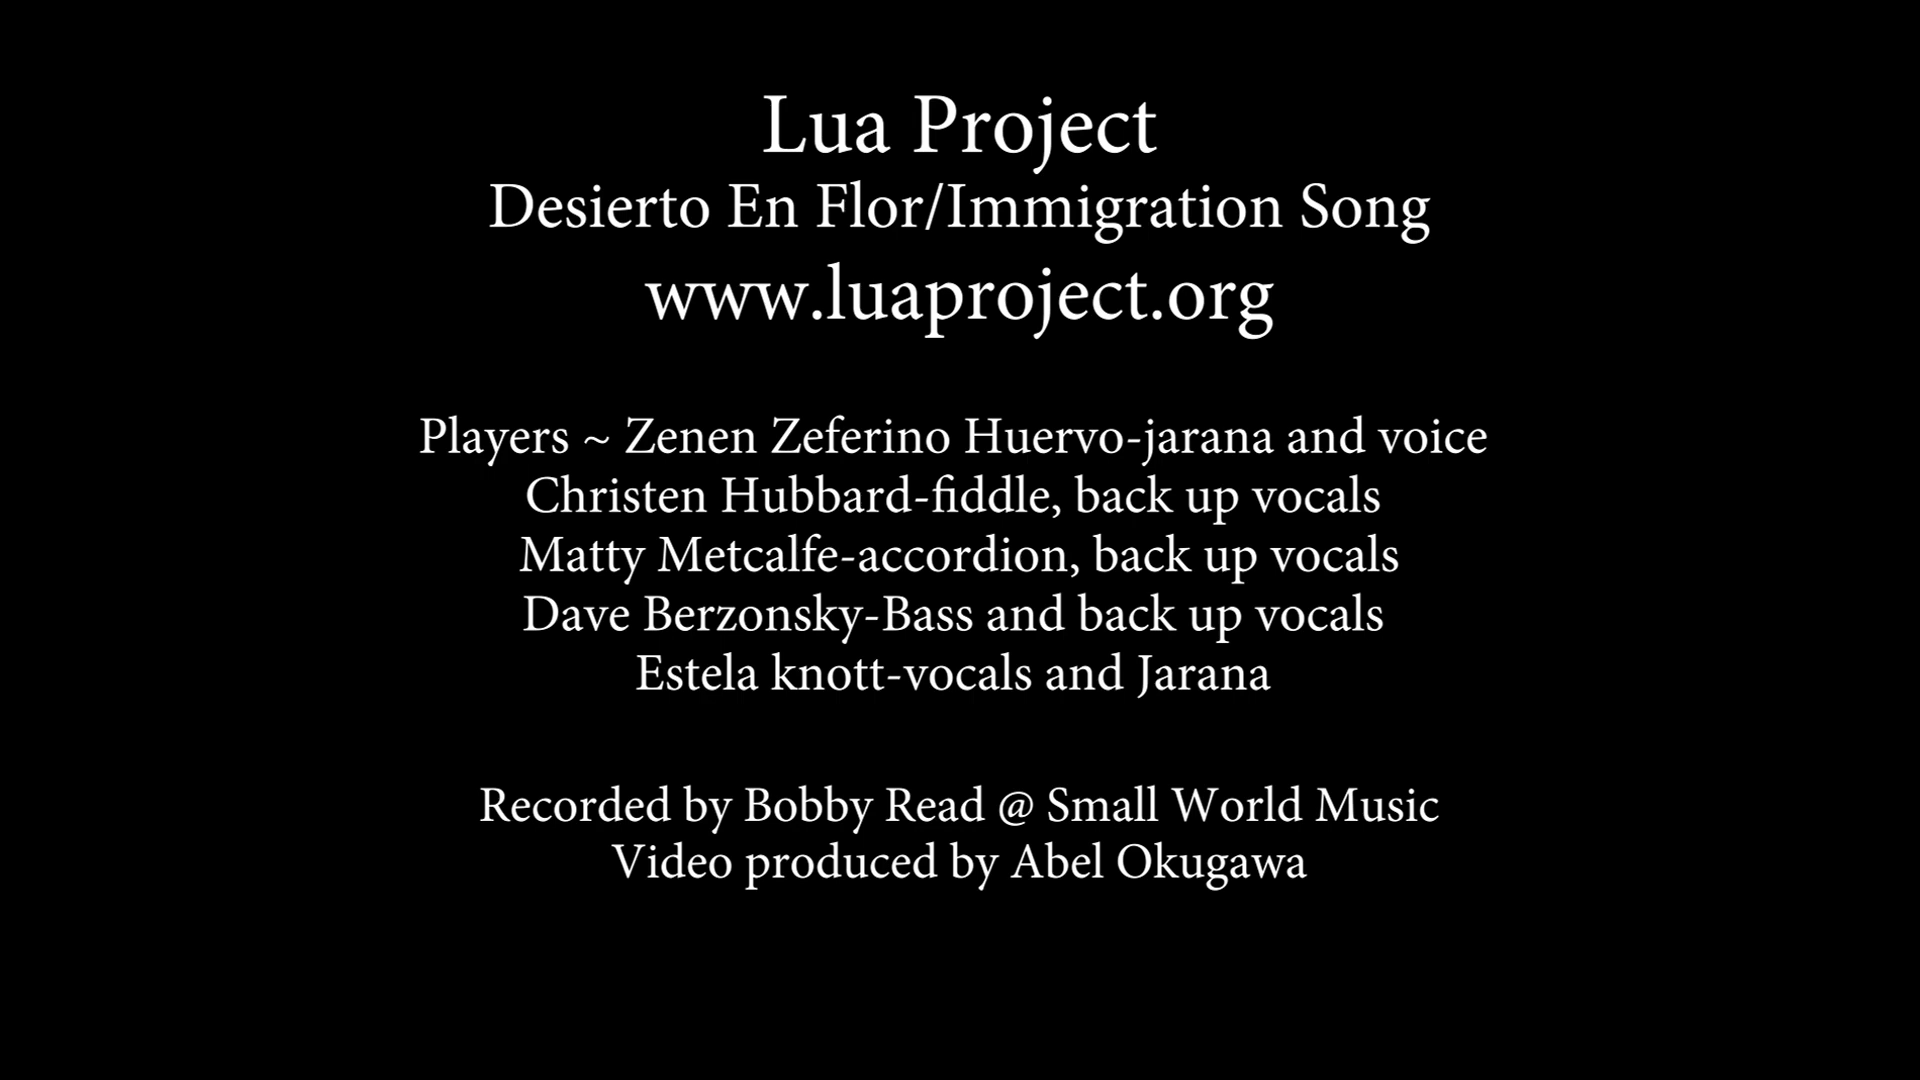 Lua Project
Desierto En Flor/Immigration Song
www.luaproject.org
Players ~ Zenen Zeferino Huervo-jarana and voice
Christen Hubbard-fiddle, back up vocals
Matty Metcalfe-accordion, back up vocals
Dave Berzonsky-Bass and back up vocals
Estela knott-vocals and Jarana
Recorded by Bobby Read @ Small World Music
Video produced by Abel Okugawa